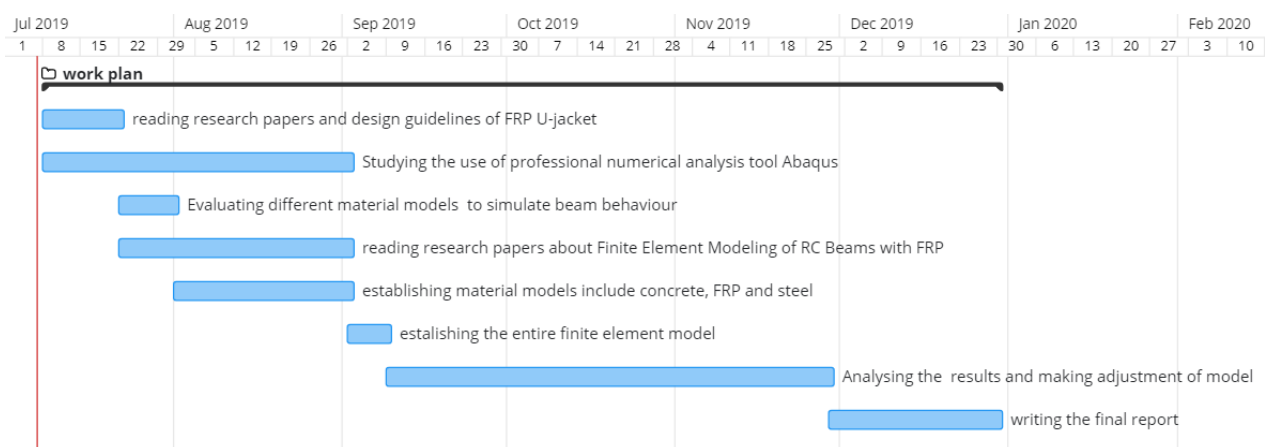 Jul 2019 Aug 2019 Sep 2019 Oct 2019 Nov 2019 Dec 2019 Jan 2020 Feb 2020
1 8 15 22 29 5 12 19 26 2 9 16 23 30 7 14 21 28 4 11 18 25 2 9 16 23 30 6 13 20 27 3 10
work plan
reading research papers and design guidelines of FRP U-jacket
Studying the use of professional numerical analysis tool Abaqus
Evaluating different material models to simulate beam behaviour
reading research papers about Finite Element Modeling of RC Beams with FRP
establishing material models include concrete, FRP and steel
estalishing the entire finite element model
Analysing the results and making adjustment of model
writing the final report